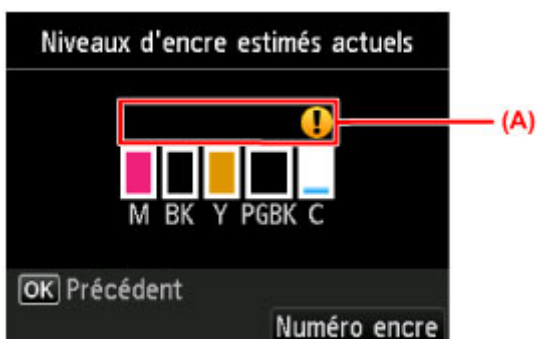 Niveaux d'encre estimés actuels
(A)
M BK Y PGBK C
OK Précédent
Numéro encre